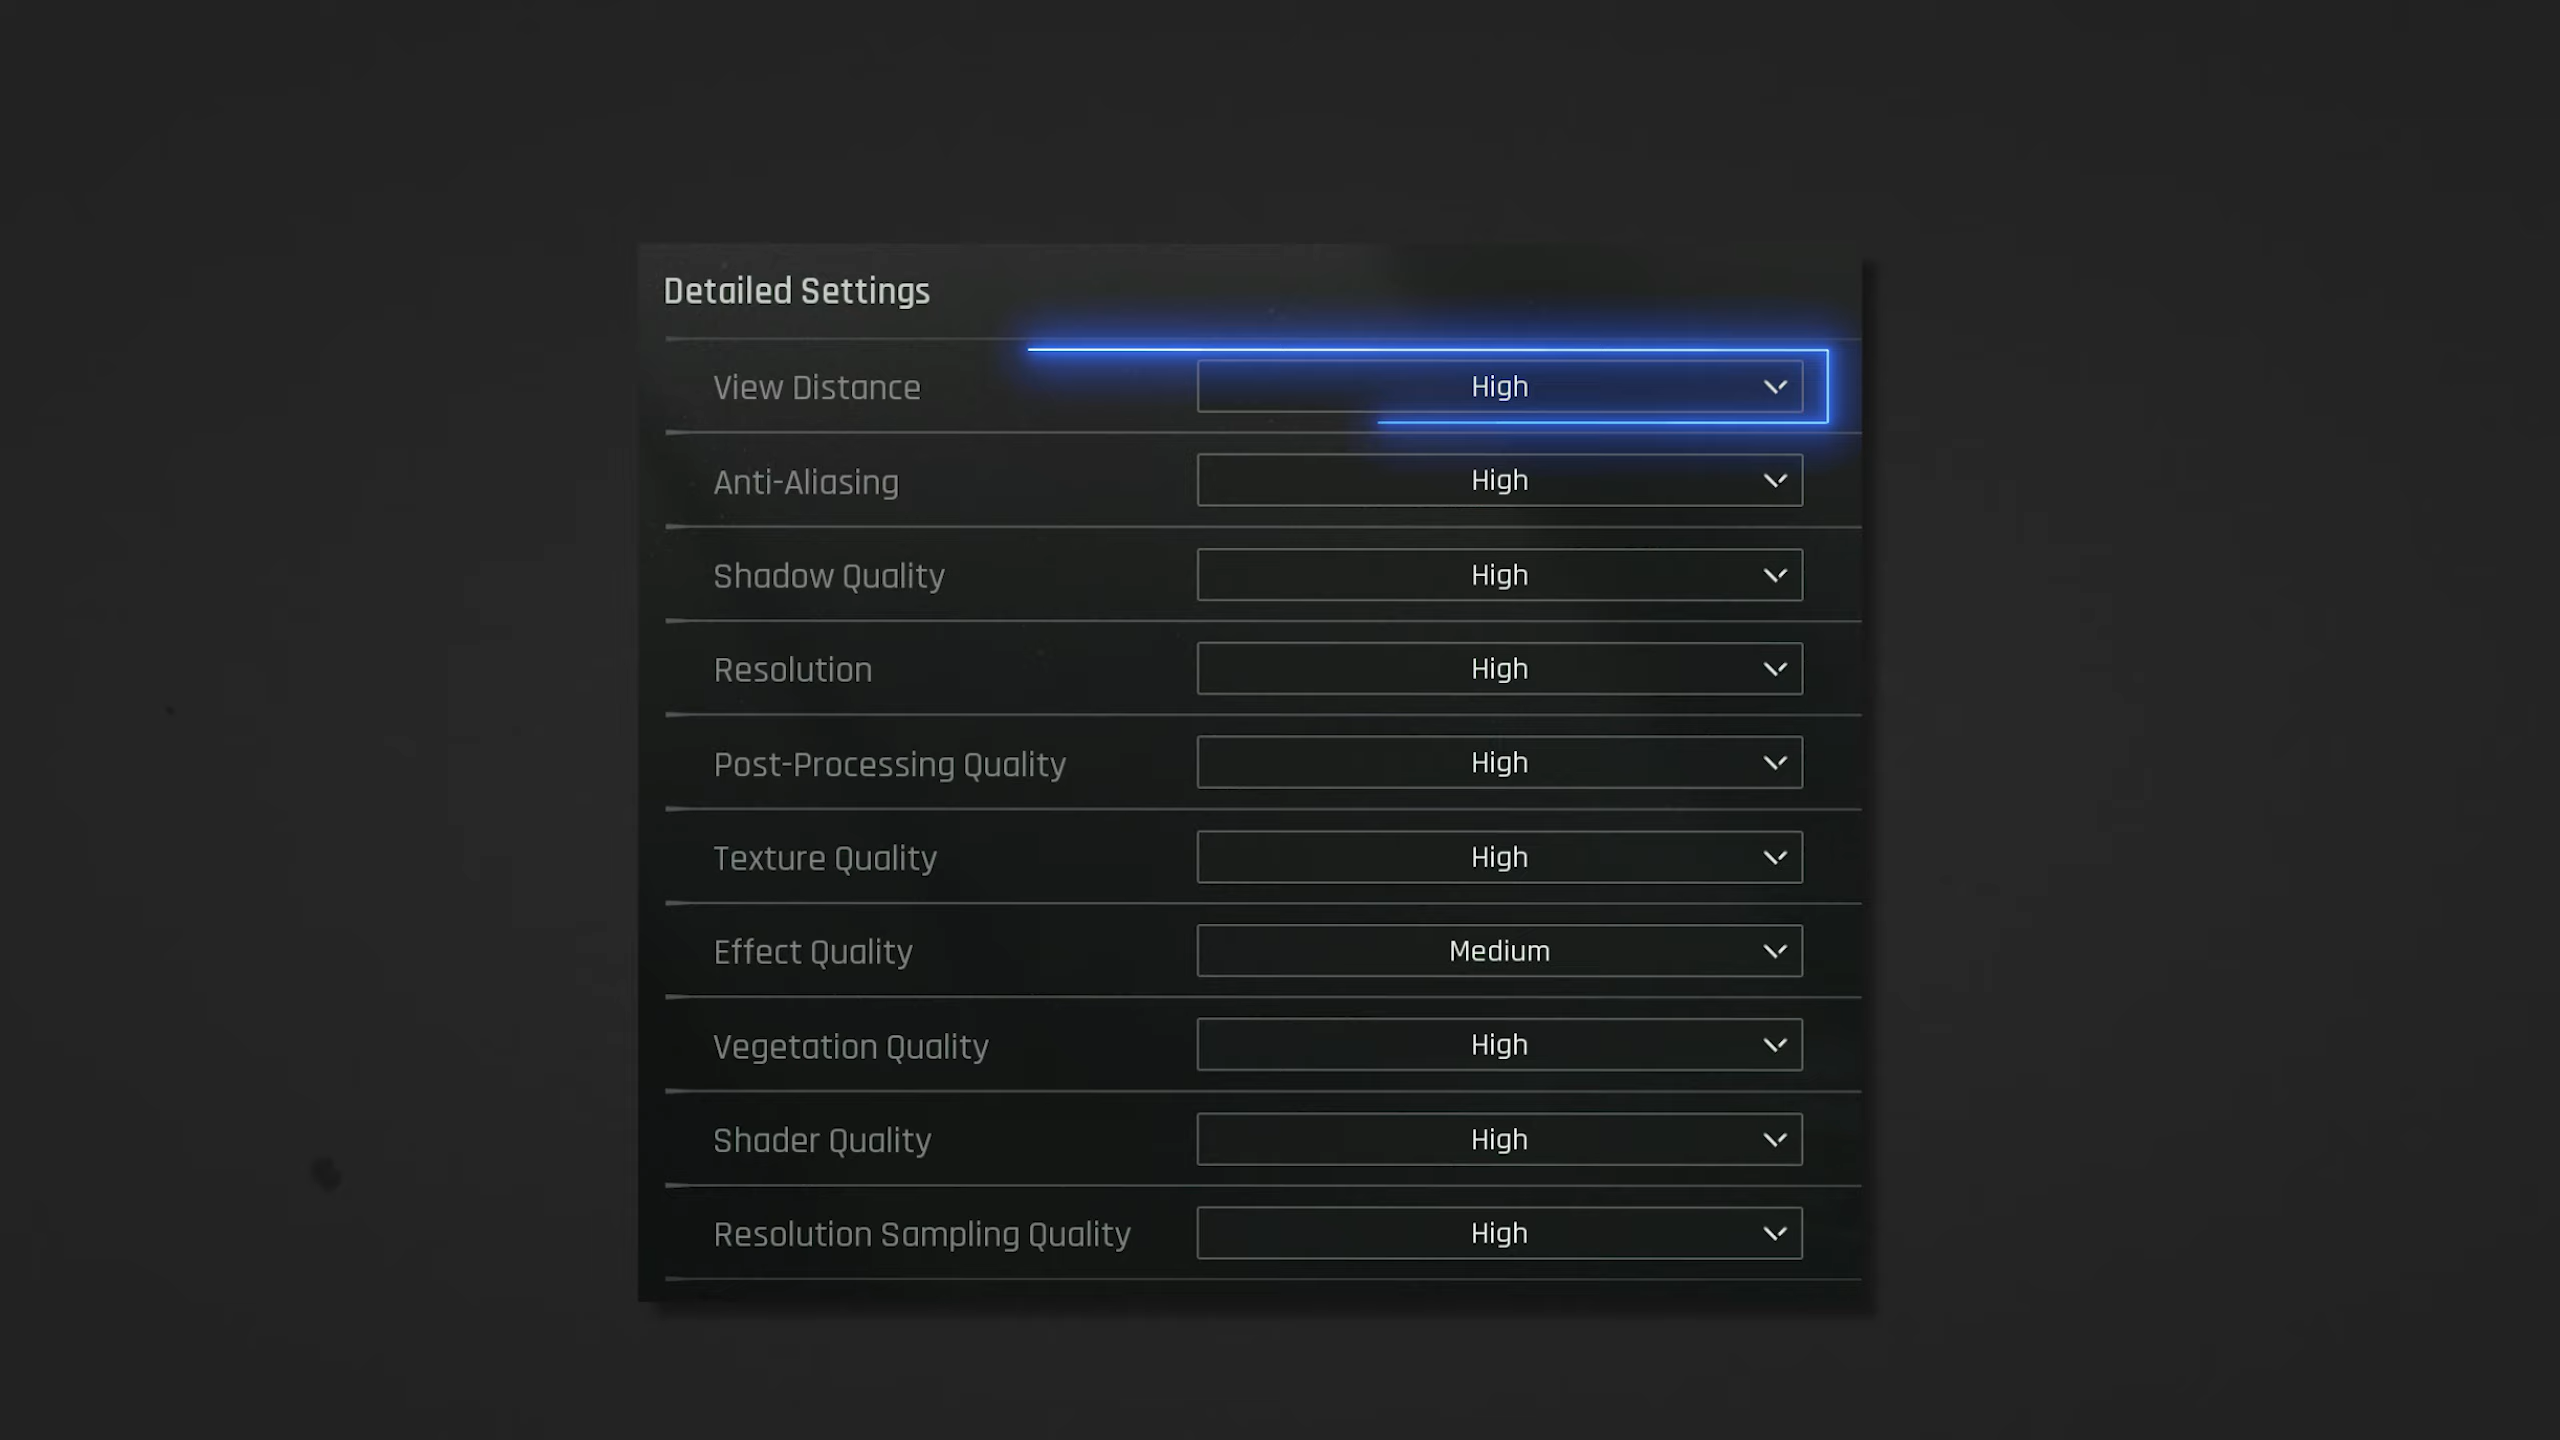 Detailed Settings
View Distance High
Anti-Aliasing High
Shadow Quality High
Resolution High
Post-Processing Quality High
Texture Quality High
Effect Quality Medium
Vegetation Quality High
Shader Quality High
Resolution Sampling Quality High